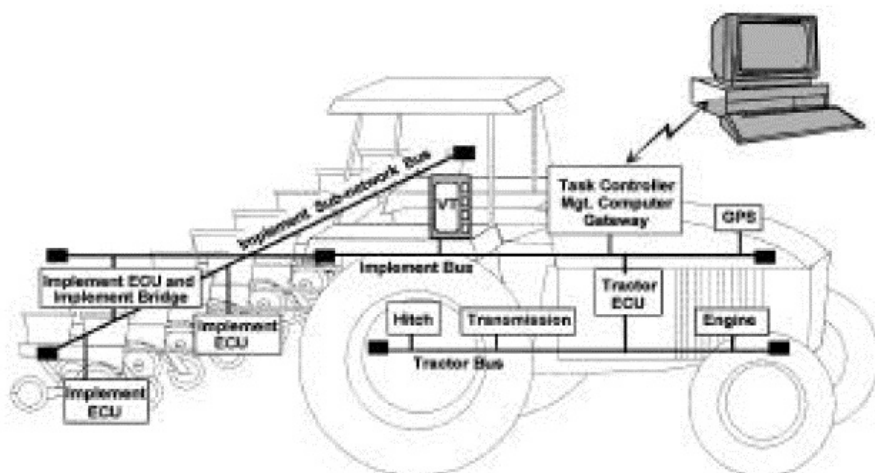 Implement Sub-network Bus
VT
Task Controller
Mgt. Computer
Gateway
GPS
Implement Bus
Implement ECU and
Implement Bridge
Tractor
ECU
Implement
ECU
Hitch
Transmission
Engine
Tractor Bus
Implement
ECU